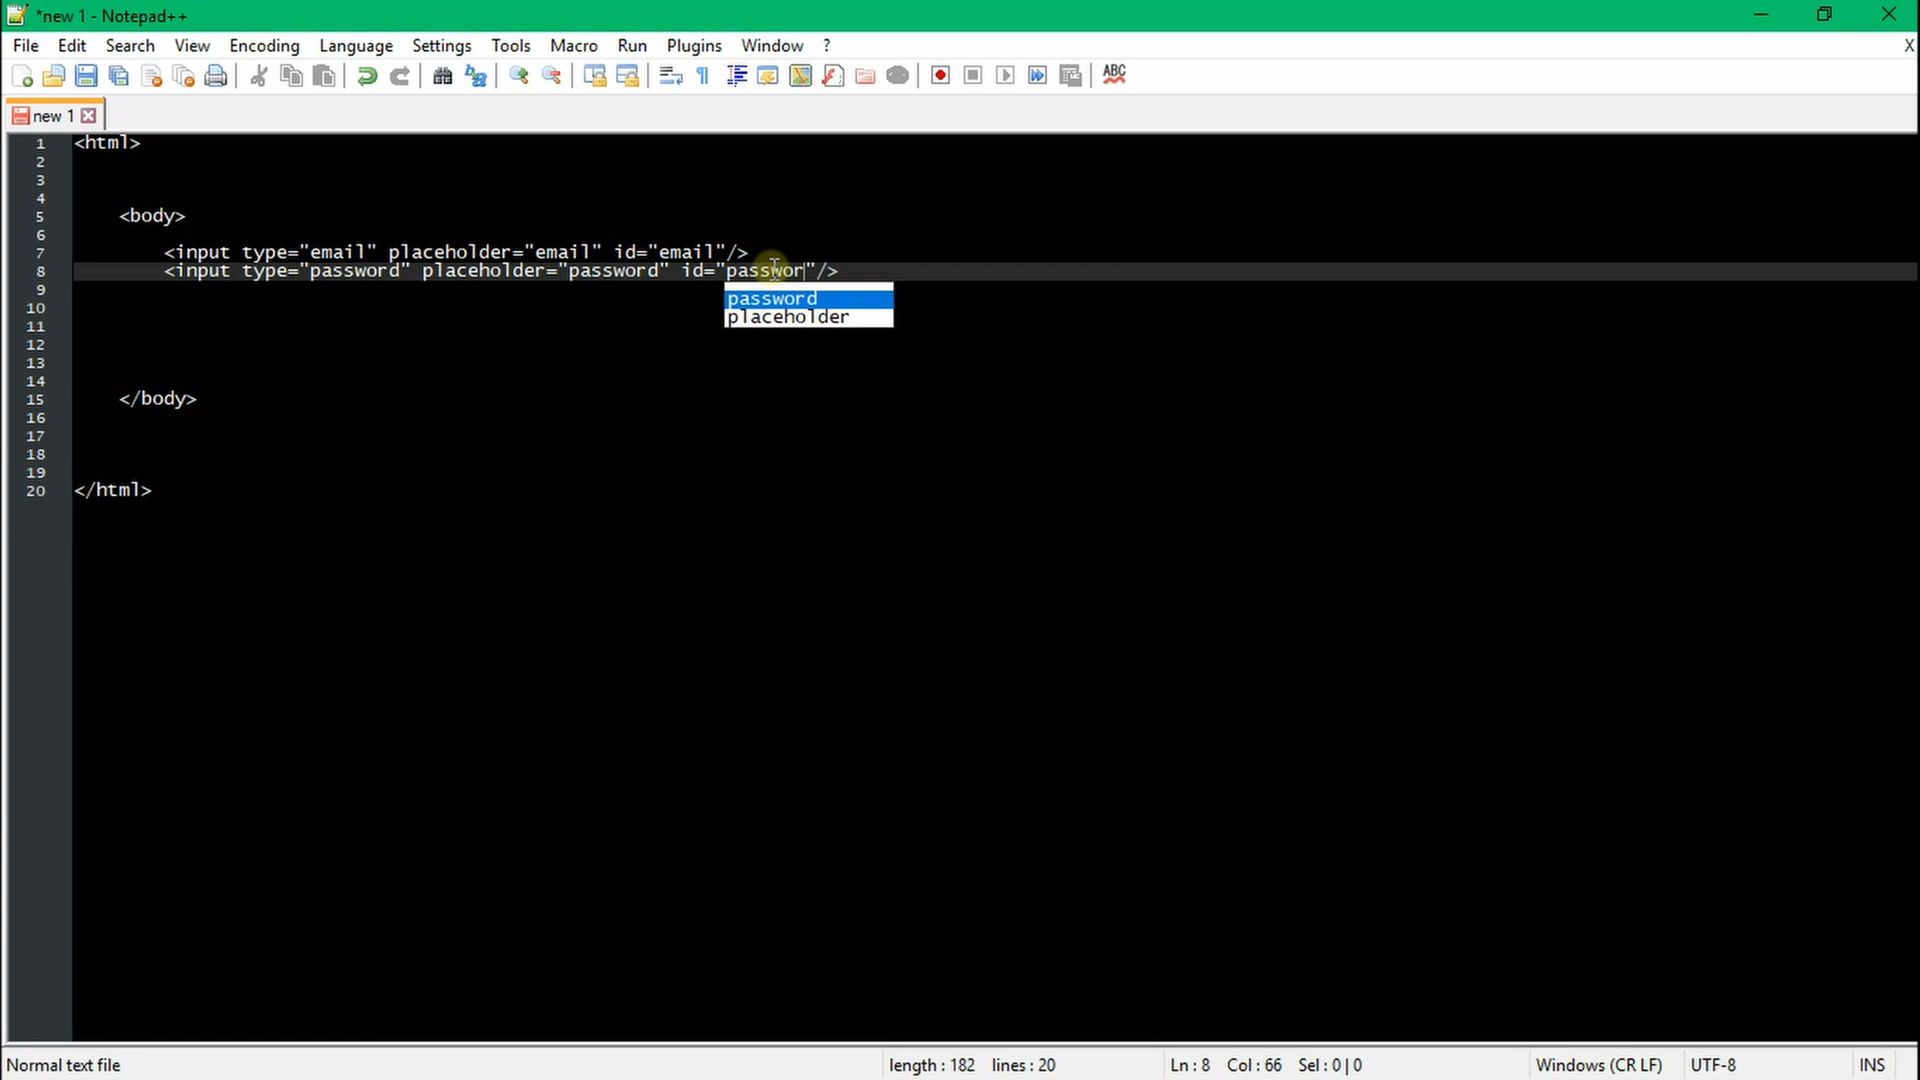 *new 1 - Notepad++
File Edit Search View Encoding Language Settings Tools Macro Run Plugins Window ? X
ABC
new 1
1 <html>
2
3
4
5 <body>
6
7 <input type="email" placeholder="email" id="email"/>
8 <input type="password" placeholder="password" id="passwor"/>
9 password
10 placeholder
11
12
13
14
15 </body>
16
17
18
19
20 </html>
Normal text file length : 182 lines : 20 Ln : 8 Col : 66 Sel : 0 | 0 Windows (CR LF) UTF-8 INS